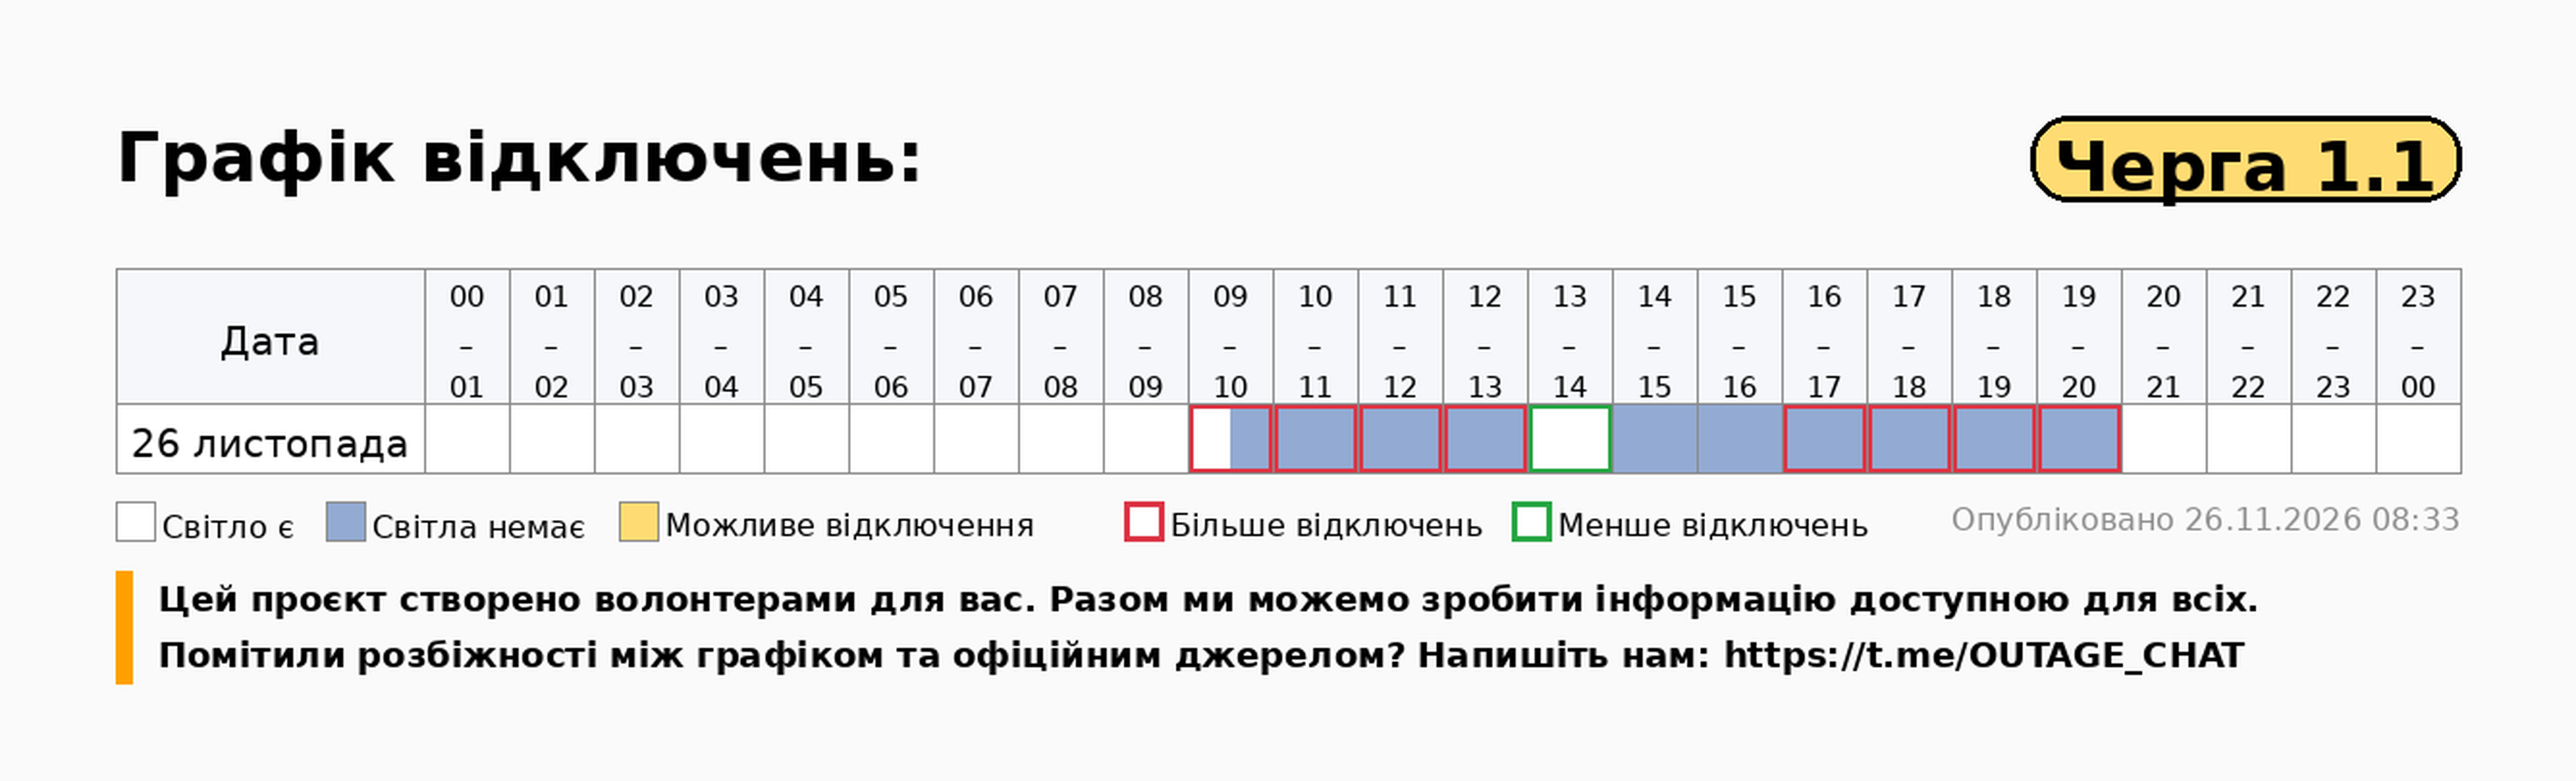 Графік відключень:
Черга 1.1
Дата 00 – 01 01 – 02 02 – 03 03 – 04 04 – 05 05 – 06 06 – 07 07 – 08 08 – 09 09 – 10 10 – 11 11 – 12 12 – 13 13 – 14 14 – 15 15 – 16 16 – 17 17 – 18 18 – 19 19 – 20 20 – 21 21 – 22 22 – 23 23 – 00
26 листопада
Світло є Світла немає Можливе відключення Більше відключень Менше відключень Опубліковано 26.11.2026 08:33
Цей проєкт створено волонтерами для вас. Разом ми можемо зробити інформацію доступною для всіх.
Помітили розбіжності між графіком та офіційним джерелом? Напишіть нам: https://t.me/OUTAGE_CHAT